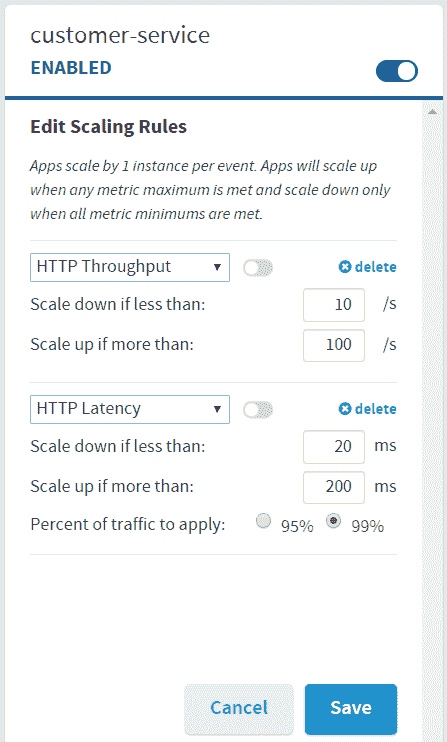 customer-service
ENABLED
Edit Scaling Rules
Apps scale by 1 instance per event. Apps will scale up
when any metric maximum is met and scale down only
when all metric minimums are met.
HTTP Throughput delete
Scale down if less than: 10 /s
Scale up if more than: 100 /s
HTTP Latency delete
Scale down if less than: 20 ms
Scale up if more than: 200 ms
Percent of traffic to apply: 95% 99%
Cancel Save